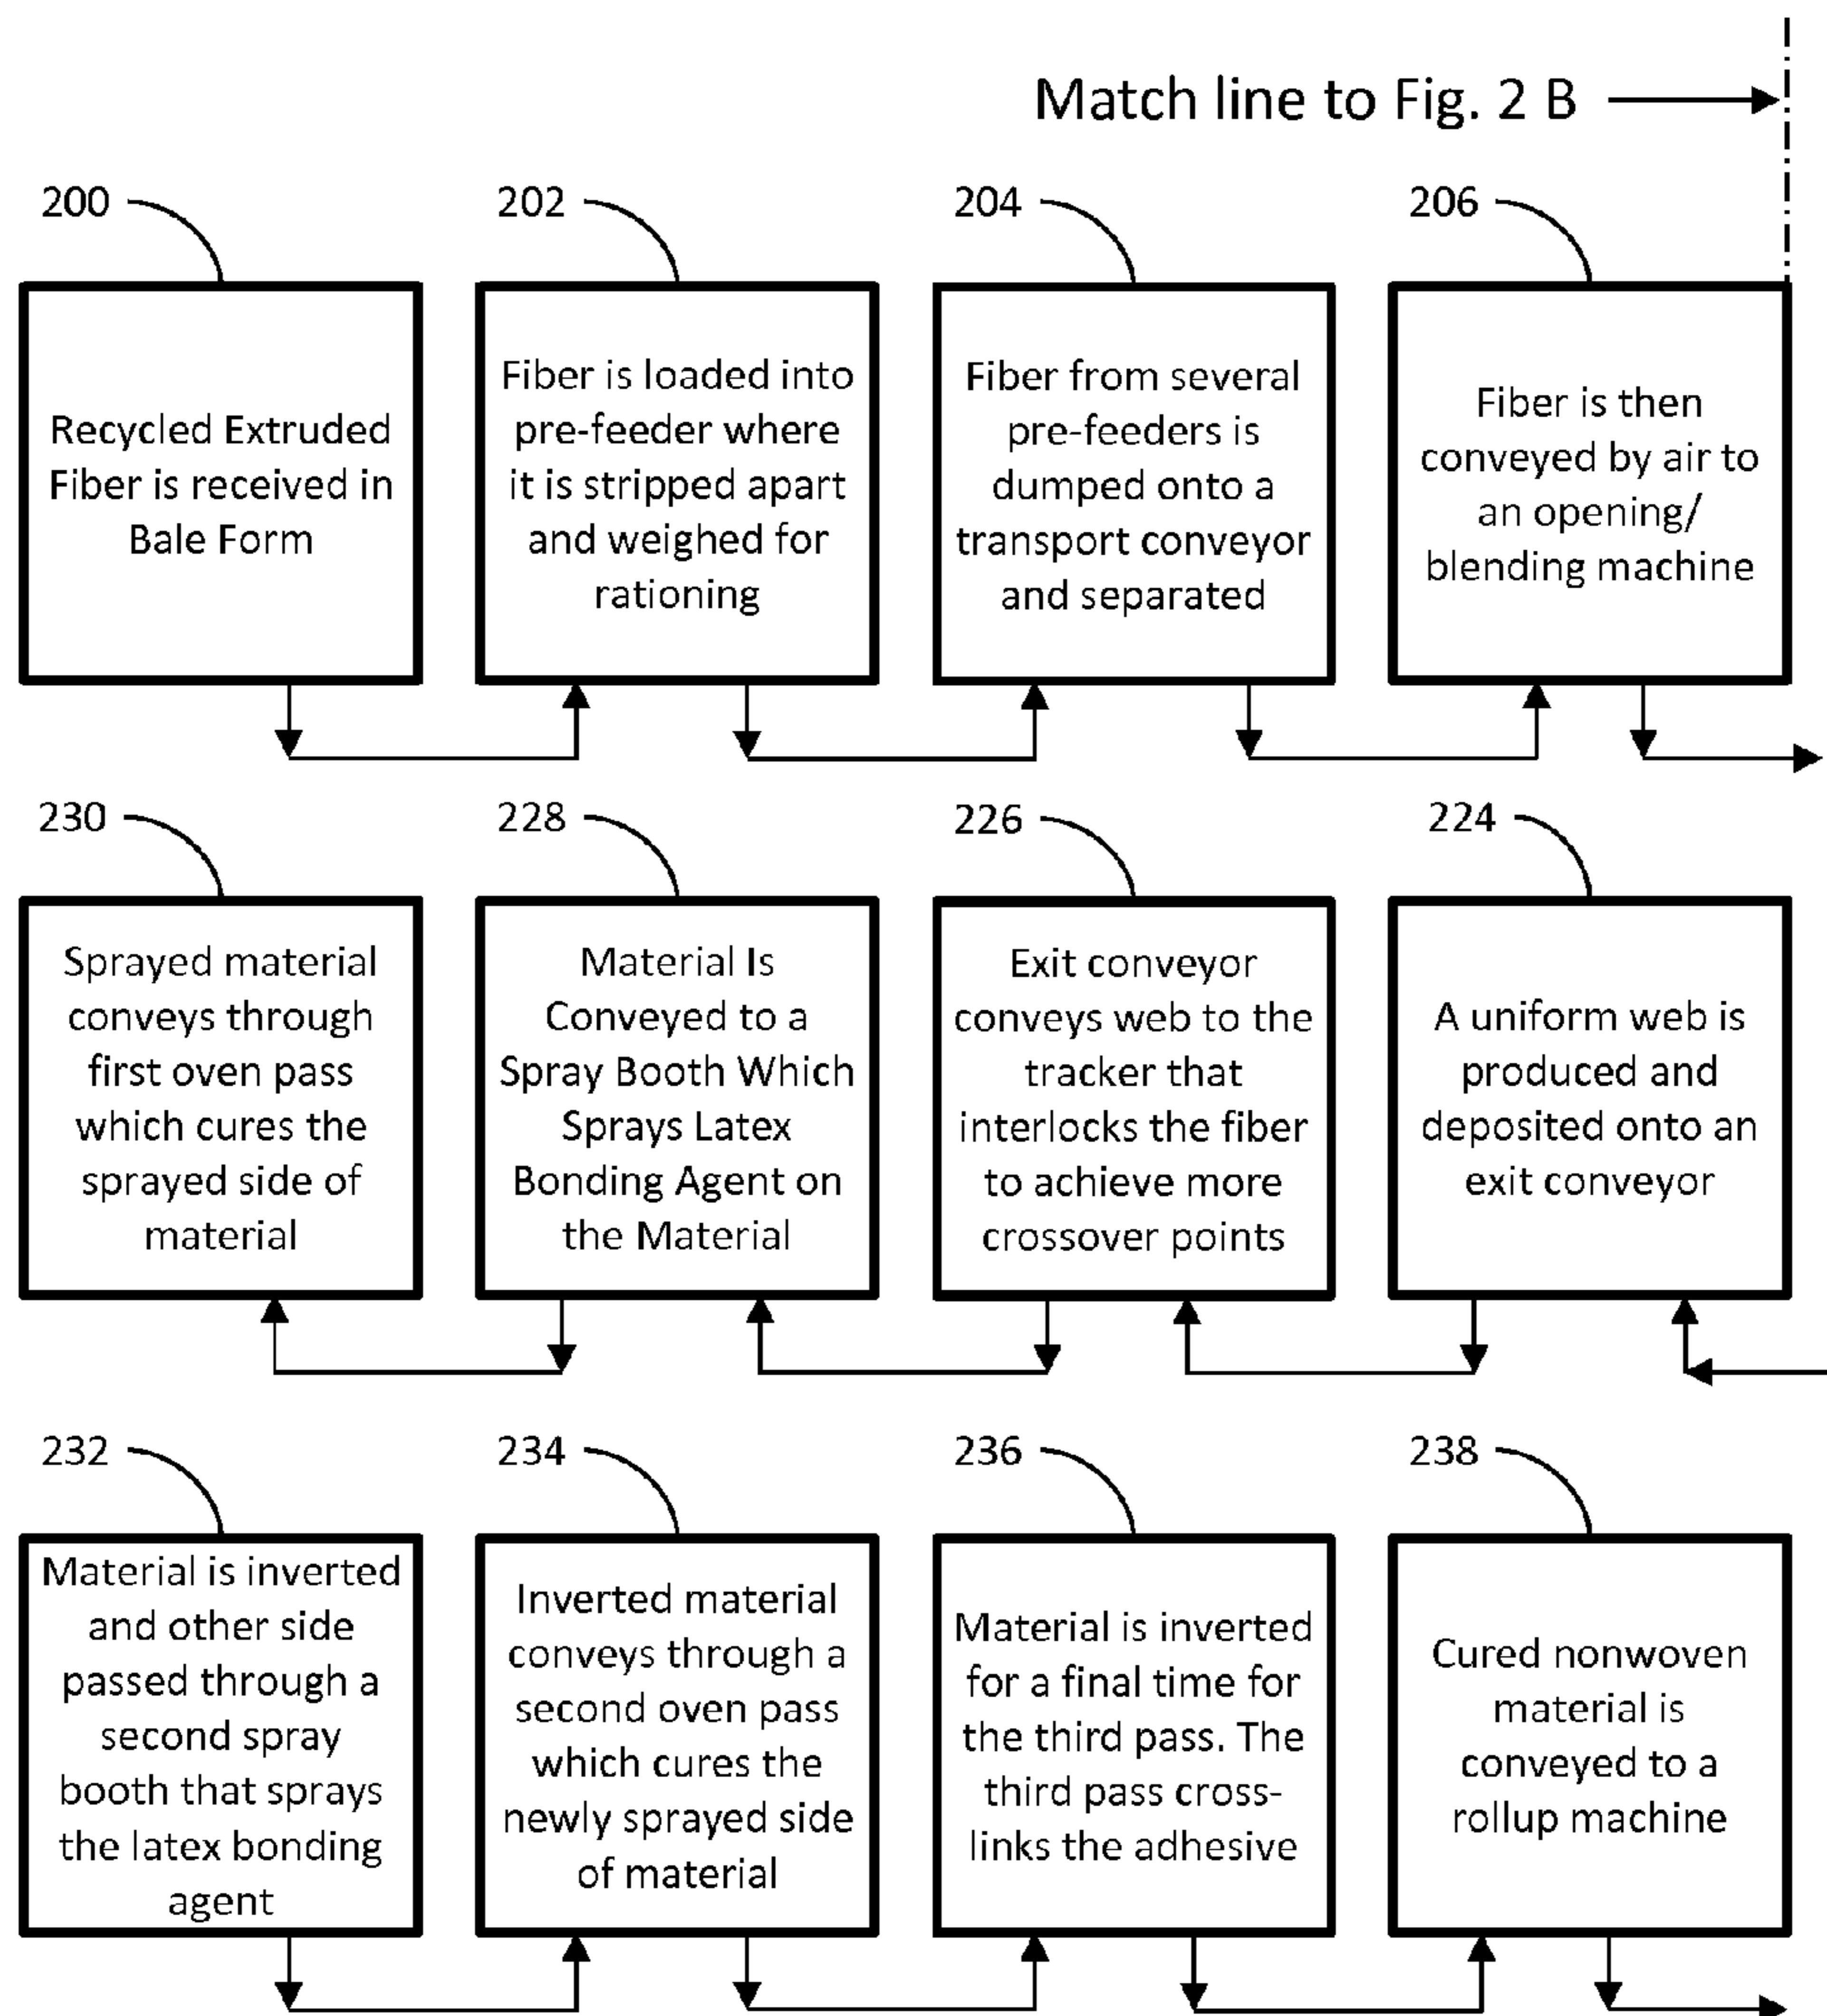 Match line to Fig. 2 B
200
Recycled Extruded
Fiber is received in
Bale Form
202
Fiber is loaded into
pre-feeder where
it is stripped apart
and weighed for
rationing
204
Fiber from several
pre-feeders is
dumped onto a
transport conveyor
and separated
206
Fiber is then
conveyed by air to
an opening/
blending machine
230
Sprayed material
conveys through
first oven pass
which cures the
sprayed side of
material
228
Material Is
Conveyed to a
Spray Booth Which
Sprays Latex
Bonding Agent on
the Material
226
Exit conveyor
conveys web to the
tracker that
interlocks the fiber
to achieve more
crossover points
224
A uniform web is
produced and
deposited onto an
exit conveyor
232
Material is inverted
and other side
passed through a
second spray
booth that sprays
the latex bonding
agent
234
Inverted material
conveys through a
second oven pass
which cures the
newly sprayed side
of material
236
Material is inverted
for a final time for
the third pass. The
third pass cross-
links the adhesive
238
Cured nonwoven
material is
conveyed to a
rollup machine